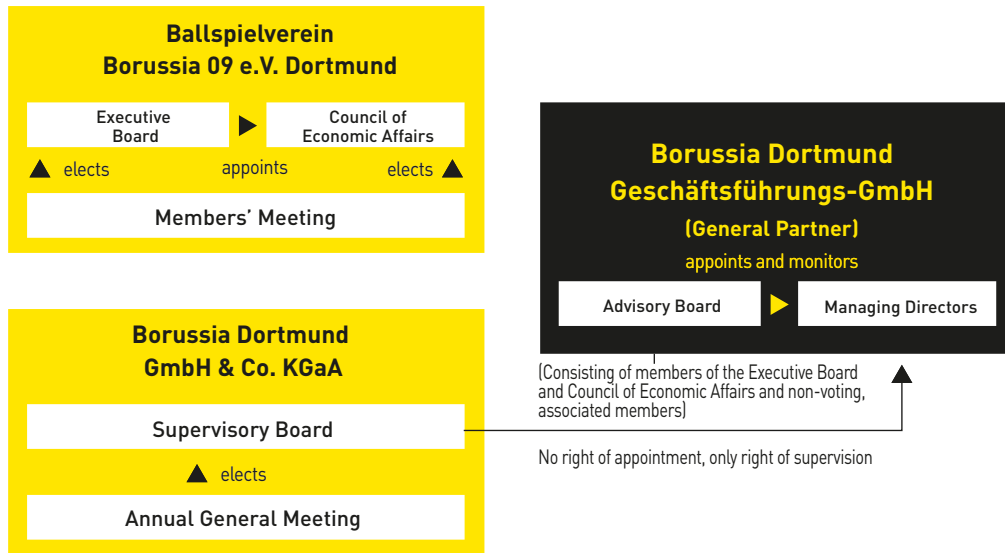 Ballspielverein
Borussia 09 e.V. Dortmund
Executive
Board
Council of
Economic Affairs
elects
appoints
elects
Members’ Meeting
Borussia Dortmund
Geschäftsführungs-GmbH
(General Partner)
appoints and monitors
Advisory Board
Managing Directors
(Consisting of members of the Executive Board
and Council of Economic Affairs and non-voting,
associated members)
Borussia Dortmund
GmbH & Co. KGaA
Supervisory Board
No right of appointment, only right of supervision
elects
Annual General Meeting